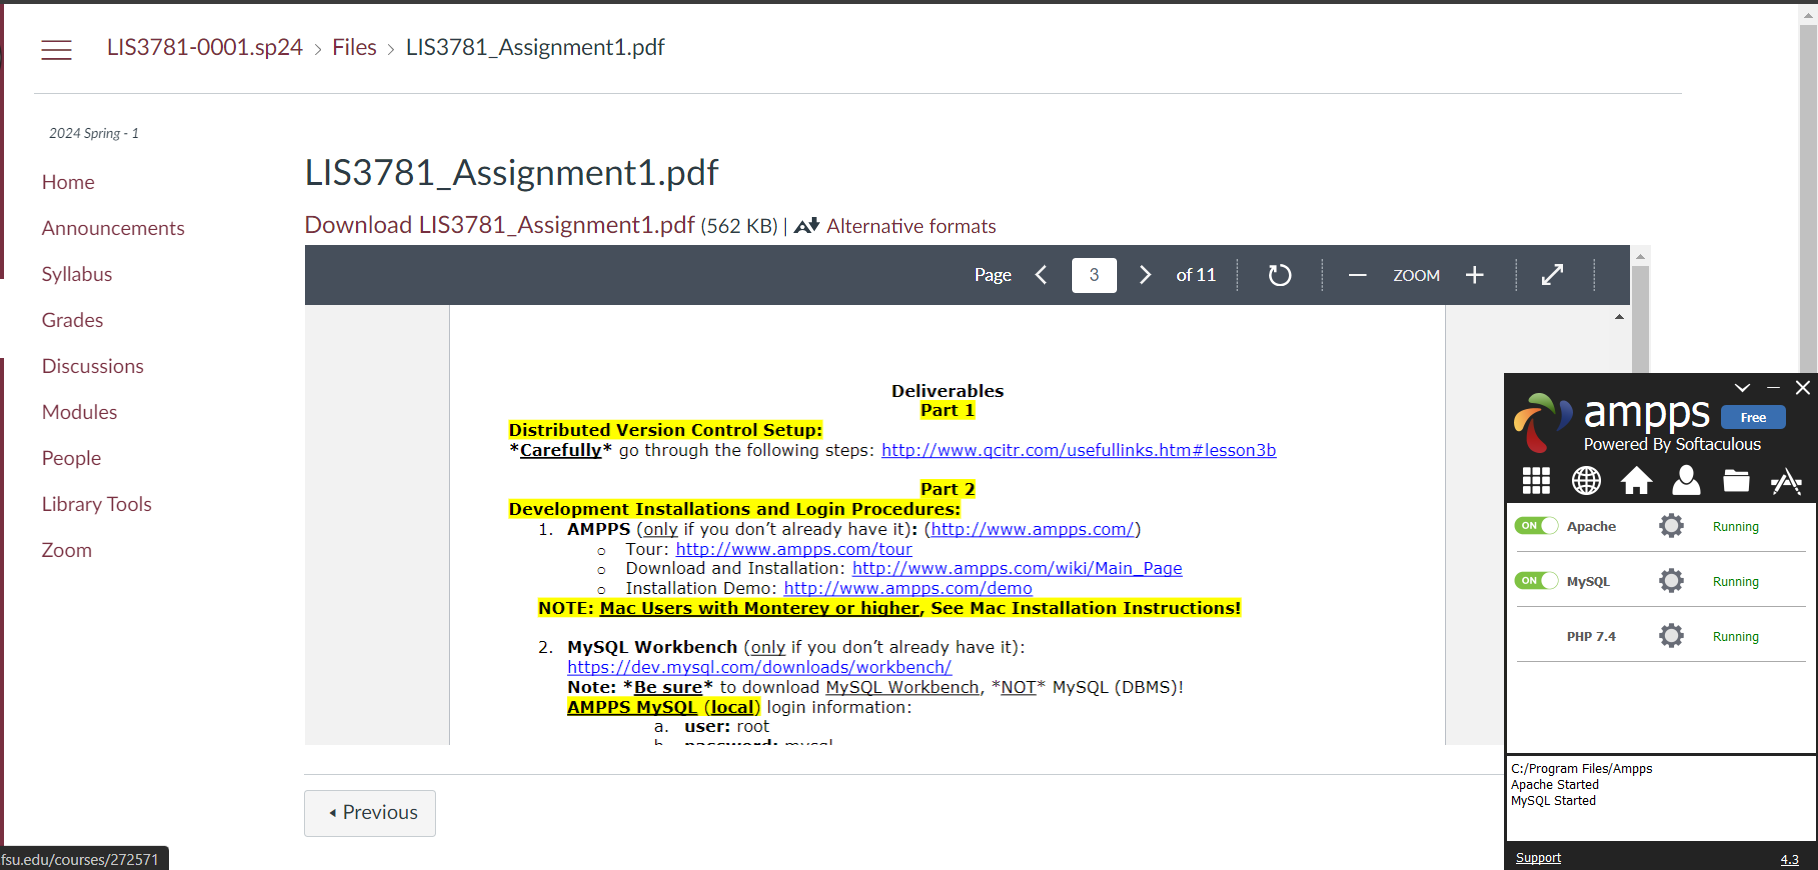 LIS3781-0001.sp24 › Files › LIS3781_Assignment1.pdf
2024 Spring - 1
Home
Announcements
Syllabus
Grades
Discussions
Modules
People
Library Tools
Zoom
LIS3781_Assignment1.pdf
Download LIS3781_Assignment1.pdf (562 KB) | Alternative formats
Page 3 of 11 ZOOM
Deliverables
Part 1
Distributed Version Control Setup:
*Carefully* go through the following steps: http://www.qcitr.com/usefullinks.htm#lesson3b
Part 2
Development Installations and Login Procedures:
1. AMPPS (only if you don’t already have it): (http://www.ampps.com/)
o Tour: http://www.ampps.com/tour
o Download and Installation: http://www.ampps.com/wiki/Main_Page
o Installation Demo: http://www.ampps.com/demo
NOTE: Mac Users with Monterey or higher, See Mac Installation Instructions!
2. MySQL Workbench (only if you don’t already have it):
https://dev.mysql.com/downloads/workbench/
Note: *Be sure* to download MySQL Workbench, *NOT* MySQL (DBMS)!
AMPPS MySQL (local) login information:
a. user: root
b. password: mysql
Previous
fsu.edu/courses/272571
ampps Free
Powered By Softaculous
ON Apache Running
ON MySQL Running
PHP 7.4 Running
C:/Program Files/Ampps
Apache Started
MySQL Started
Support 4.3